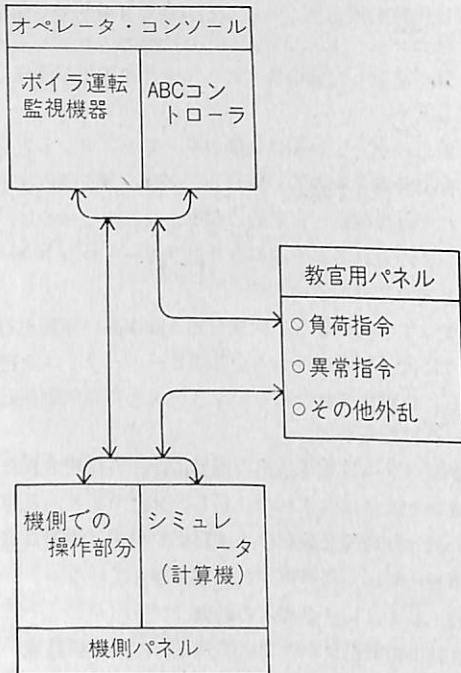 オペレータ・コンソール
ボイラ運転
監視機器
ABCコン
トローラ
教官用パネル
○負荷指令
○異常指令
○その他外乱
機側での
操作部分
シミュレ
ータ
(計算機)
機側パネル